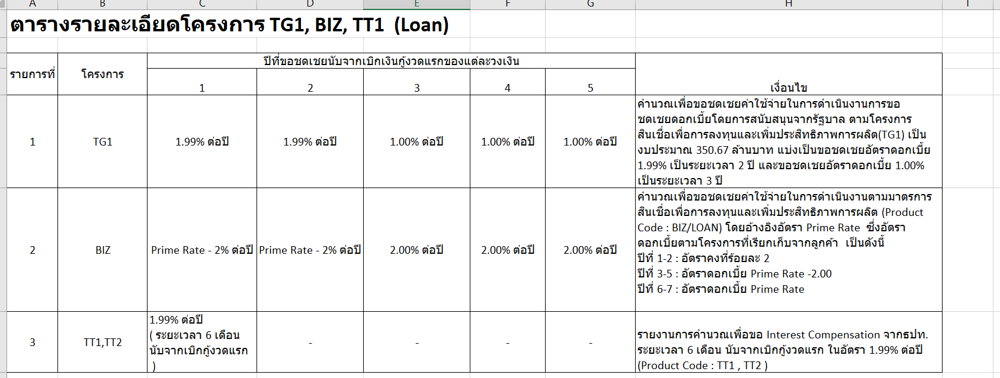 A B C D E F G H I
ตารางรายละเอียดโครงการ TG1, BIZ, TT1 (Loan)
รายการที่ โครงการ ปีที่ขอชดเชยนับจากเบิกเงินกู้งวดแรกของแต่ละวงเงิน เงื่อนไข
1 2 3 4 5
1 TG1 1.99% ต่อปี 1.99% ต่อปี 1.00% ต่อปี 1.00% ต่อปี 1.00% ต่อปี
คำนวณเพื่อขอชดเชยค่าใช้จ่ายในการดำเนินงานการขอ
ชดเชยดอกเบี้ยโดยการสนับสนุนจากรัฐบาล ตามโครงการ
สินเชื่อเพื่อการลงทุนและเพิ่มประสิทธิภาพการผลิต(TG1) เป็น
งบประมาณ 350.67 ล้านบาท แบ่งเป็นขอชดเชยอัตราดอกเบี้ย
1.99% เป็นระยะเวลา 2 ปี และขอชดเชยอัตราดอกเบี้ย 1.00%
เป็นระยะเวลา 3 ปี
2 BIZ Prime Rate - 2% ต่อปี Prime Rate - 2% ต่อปี 2.00% ต่อปี 2.00% ต่อปี 2.00% ต่อปี
คำนวณเพื่อขอชดเชยค่าใช้จ่ายในการดำเนินงานตามมาตรการ
สินเชื่อเพื่อการลงทุนและเพิ่มประสิทธิภาพการผลิต (Product
Code : BIZ/LOAN) โดยอ้างอิงอัตรา Prime Rate ซึ่งอัตรา
ดอกเบี้ยตามโครงการที่เรียกเก็บจากลูกค้า เป็นดังนี้
ปีที่ 1-2 : อัตราคงที่ร้อยละ 2
ปีที่ 3-5 : อัตราดอกเบี้ย Prime Rate -2.00
ปีที่ 6-7 : อัตราดอกเบี้ย Prime Rate
3 TT1,TT2
1.99% ต่อปี
( ระยะเวลา 6 เดือน
นับจากเบิกกู้งวดแรก
)
- - - -
รายงานการคำนวณเพื่อขอ Interest Compensation จากธปท.
ระยะเวลา 6 เดือน นับจากเบิกกู้งวดแรก ในอัตรา 1.99% ต่อปี
(Product Code : TT1 , TT2 )